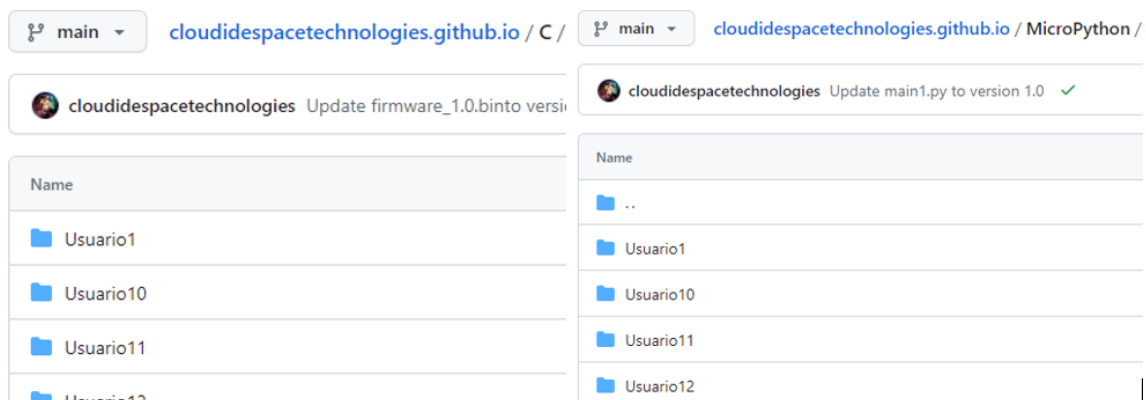 main
cloudidespacetechnologies.github.io / C /
cloudidespacetechnologies Update firmware_1.0.binto versi
Name
Usuario1
Usuario10
Usuario11
Usuario12
main
cloudidespacetechnologies.github.io / MicroPython /
cloudidespacetechnologies Update main1.py to version 1.0
Name
..
Usuario1
Usuario10
Usuario11
Usuario12